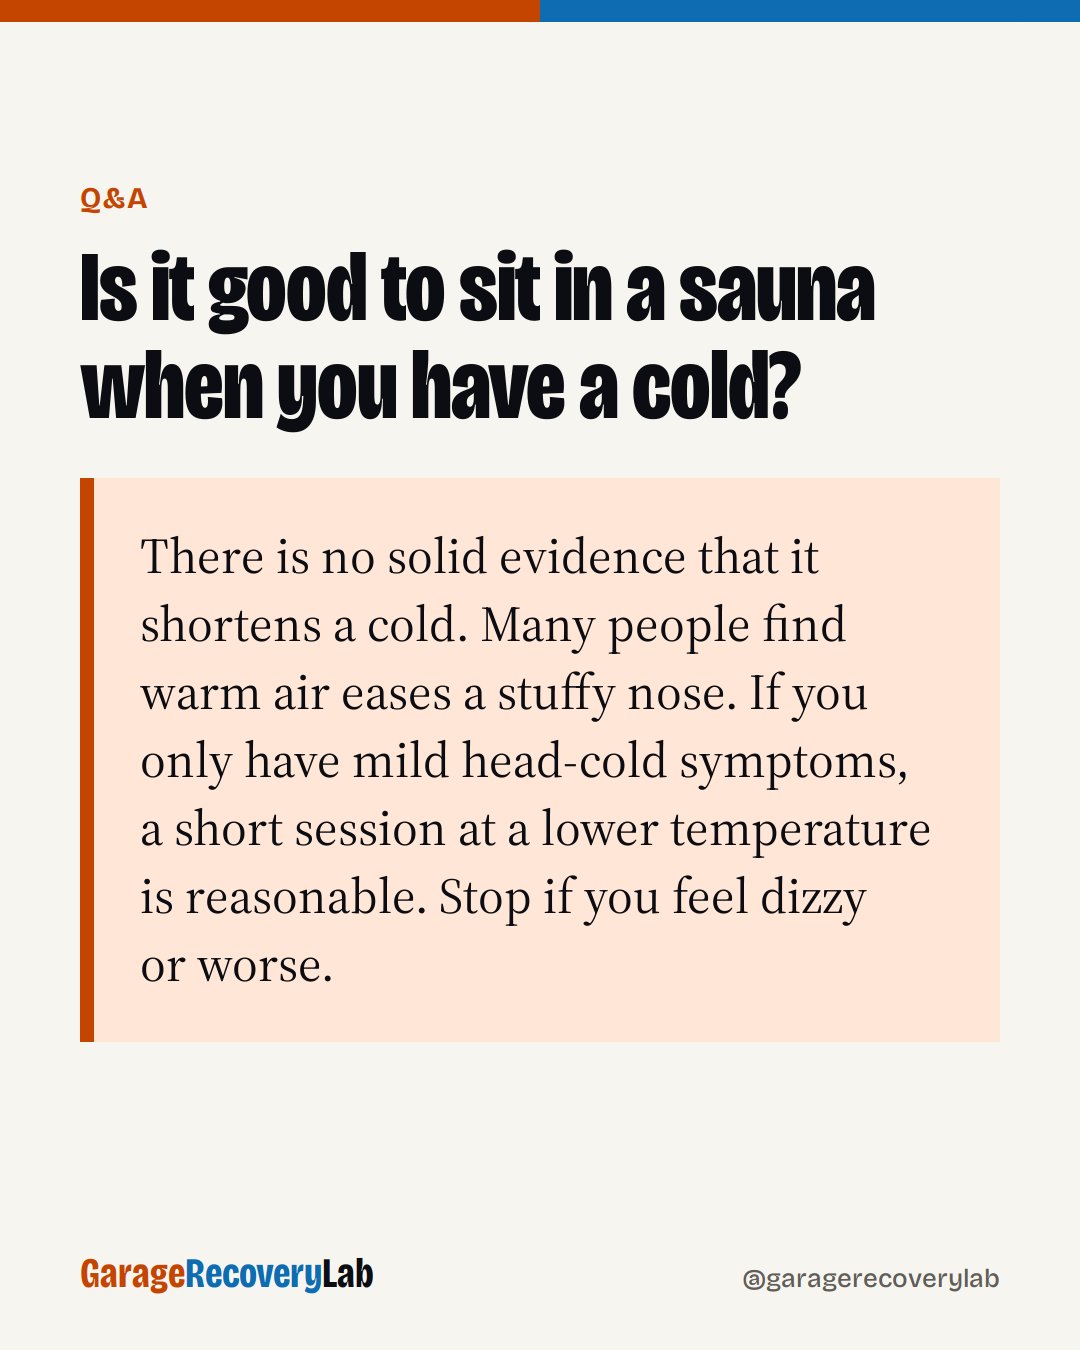 Q&A
Is it good to sit in a sauna
when you have a cold?
There is no solid evidence that it
shortens a cold. Many people find
warm air eases a stuffy nose. If you
only have mild head-cold symptoms,
a short session at a lower temperature
is reasonable. Stop if you feel dizzy
or worse.
GarageRecoveryLab
@garagerecoverylab